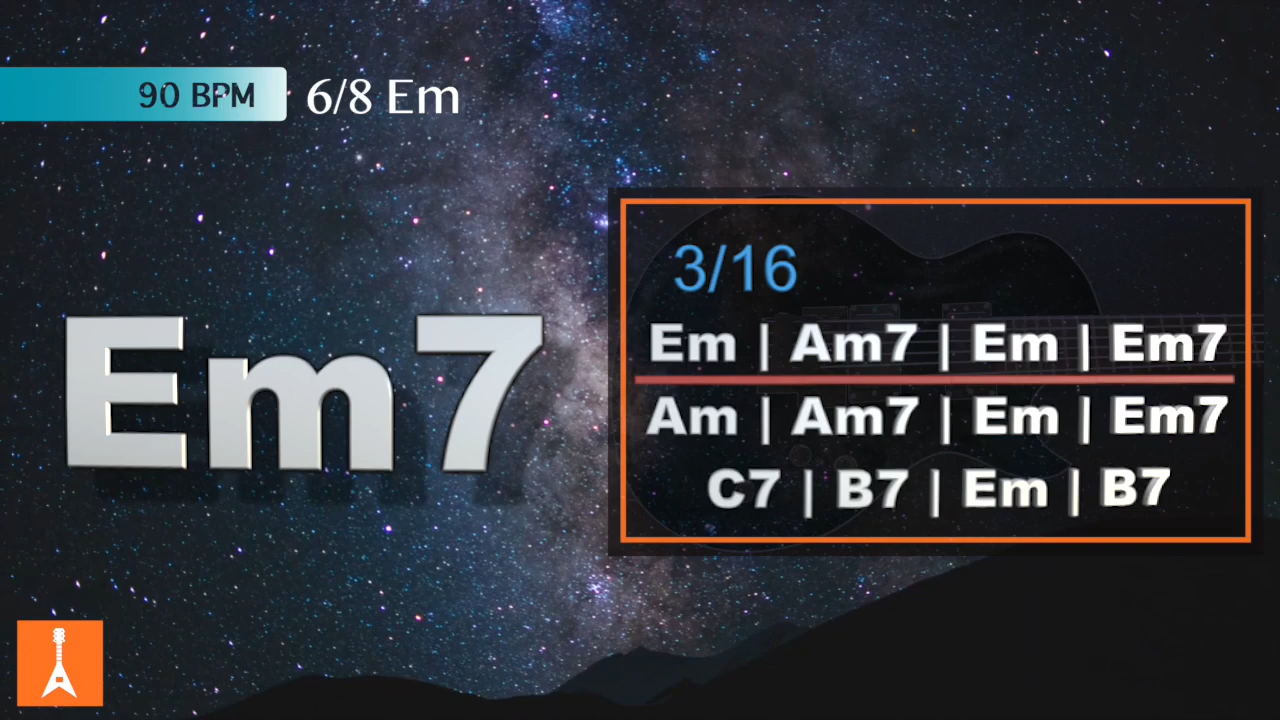 90 BPM 6/8 Em
3/16
Em | Am7 | Em | Em7
Em7
Am | Am7 | Em | Em7
C7 | B7 | Em | B7